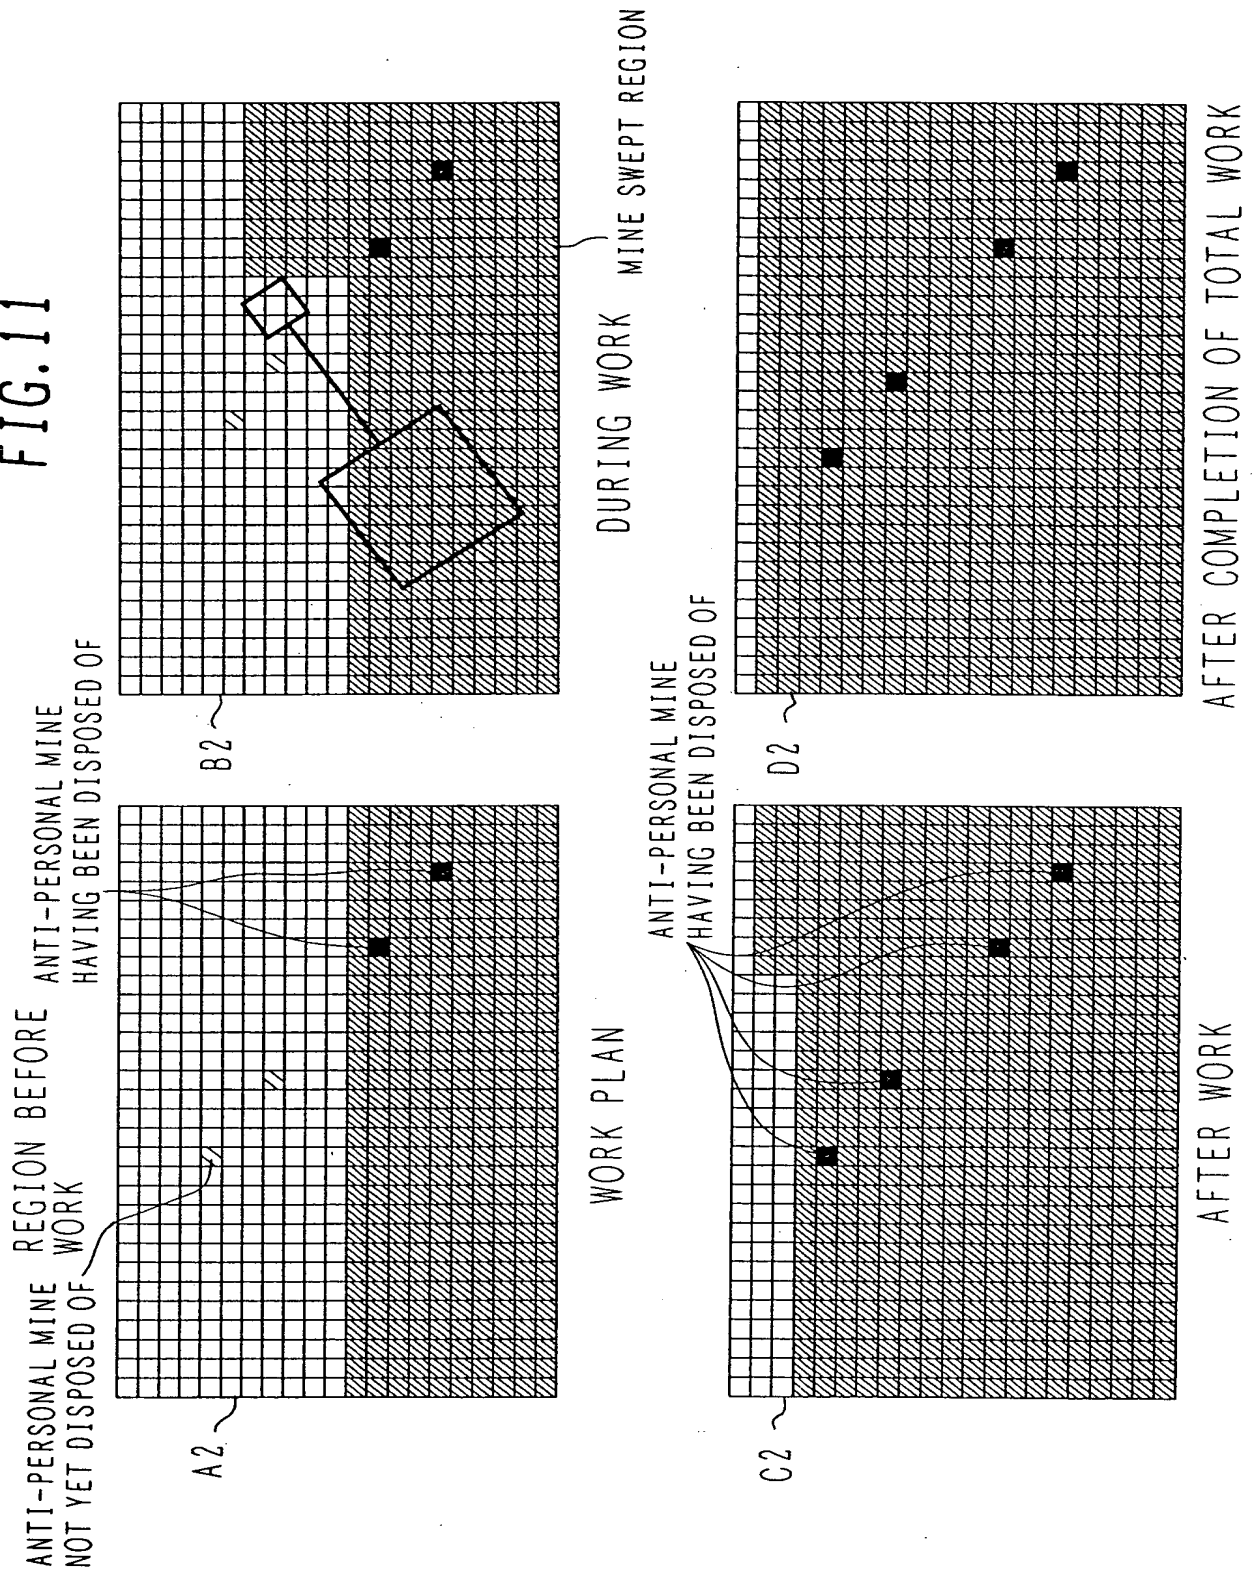 FIG.11
ANTI-PERSONAL MINE
NOT YET DISPOSED OF
REGION BEFORE
WORK
ANTI-PERSONAL MINE
HAVING BEEN DISPOSED OF
A2
B2
WORK PLAN
DURING WORK
MINE SWEPT REGION
ANTI-PERSONAL MINE
HAVING BEEN DISPOSED OF
C2
D2
AFTER WORK
AFTER COMPLETION OF TOTAL WORK